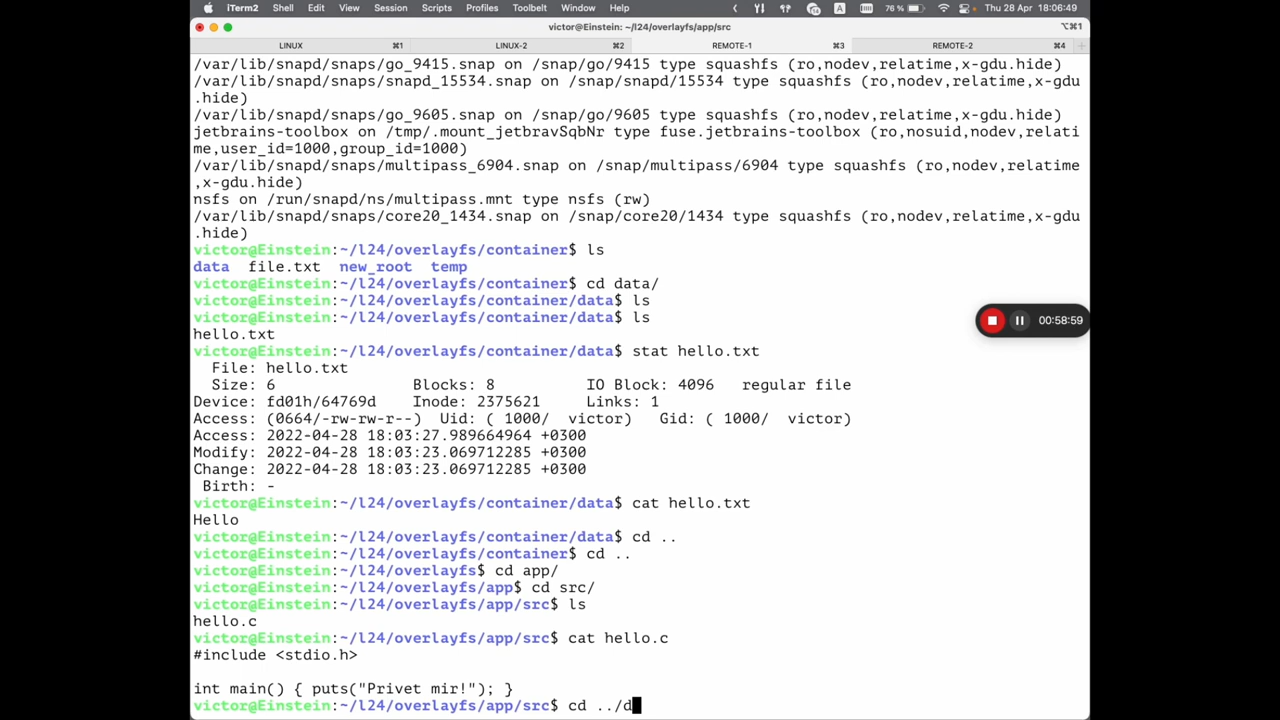 iTerm2 Shell Edit View Session Scripts Profiles Toolbelt Window Help A 76 % Thu 28 Apr 18:06:49
victor@Einstein: ~/l24/overlayfs/app/src ⌥⌘1
LINUX ⌘1 LINUX-2 ⌘2 REMOTE-1 ⌘3 REMOTE-2 ⌘4
/var/lib/snapd/snaps/go_9415.snap on /snap/go/9415 type squashfs (ro,nodev,relatime,x-gdu.hide)
/var/lib/snapd/snaps/snapd_15534.snap on /snap/snapd/15534 type squashfs (ro,nodev,relatime,x-gdu
.hide)
/var/lib/snapd/snaps/go_9605.snap on /snap/go/9605 type squashfs (ro,nodev,relatime,x-gdu.hide)
jetbrains-toolbox on /tmp/.mount_jetbravSqbNr type fuse.jetbrains-toolbox (ro,nosuid,nodev,relati
me,user_id=1000,group_id=1000)
/var/lib/snapd/snaps/multipass_6904.snap on /snap/multipass/6904 type squashfs (ro,nodev,relatime
,x-gdu.hide)
nsfs on /run/snapd/ns/multipass.mnt type nsfs (rw)
/var/lib/snapd/snaps/core20_1434.snap on /snap/core20/1434 type squashfs (ro,nodev,relatime,x-gdu
.hide)
victor@Einstein:~/l24/overlayfs/container$ ls
data file.txt new_root temp
victor@Einstein:~/l24/overlayfs/container$ cd data/
victor@Einstein:~/l24/overlayfs/container/data$ ls
victor@Einstein:~/l24/overlayfs/container/data$ ls
hello.txt
00:58:59
victor@Einstein:~/l24/overlayfs/container/data$ stat hello.txt
File: hello.txt
Size: 6 Blocks: 8 IO Block: 4096 regular file
Device: fd01h/64769d Inode: 2375621 Links: 1
Access: (0664/-rw-rw-r--) Uid: ( 1000/ victor) Gid: ( 1000/ victor)
Access: 2022-04-28 18:03:27.989664964 +0300
Modify: 2022-04-28 18:03:23.069712285 +0300
Change: 2022-04-28 18:03:23.069712285 +0300
Birth: -
victor@Einstein:~/l24/overlayfs/container/data$ cat hello.txt
Hello
victor@Einstein:~/l24/overlayfs/container/data$ cd ..
victor@Einstein:~/l24/overlayfs/container$ cd ..
victor@Einstein:~/l24/overlayfs$ cd app/
victor@Einstein:~/l24/overlayfs/app$ cd src/
victor@Einstein:~/l24/overlayfs/app/src$ ls
hello.c
victor@Einstein:~/l24/overlayfs/app/src$ cat hello.c
#include <stdio.h>
int main() { puts("Privet mir!"); }
victor@Einstein:~/l24/overlayfs/app/src$ cd ../d